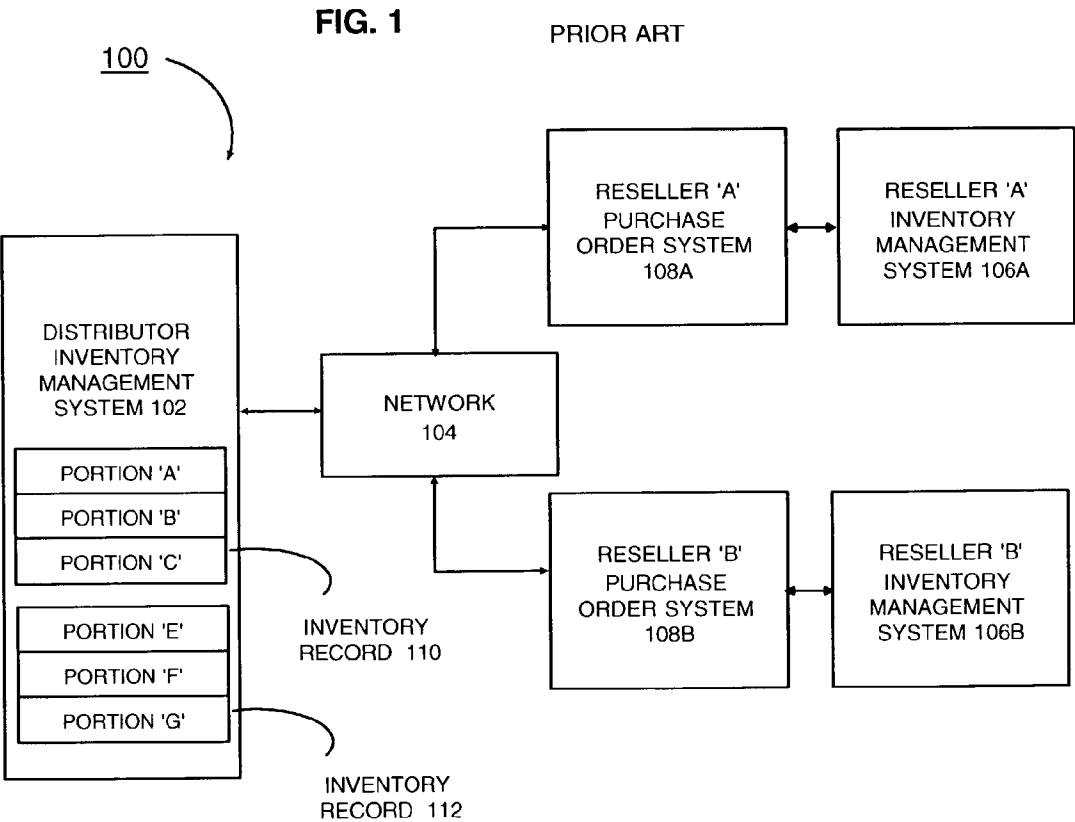 FIG. 1
PRIOR ART
100
RESELLER 'A'
PURCHASE
ORDER SYSTEM
108A
RESELLER 'A'
INVENTORY
MANAGEMENT
SYSTEM 106A
DISTRIBUTOR
INVENTORY
MANAGEMENT
SYSTEM 102
NETWORK
104
PORTION 'A'
PORTION 'B'
PORTION 'C'
INVENTORY
RECORD 110
PORTION 'E'
PORTION 'F'
PORTION 'G'
INVENTORY
RECORD 112
RESELLER 'B'
PURCHASE
ORDER SYSTEM
108B
RESELLER 'B'
INVENTORY
MANAGEMENT
SYSTEM 106B